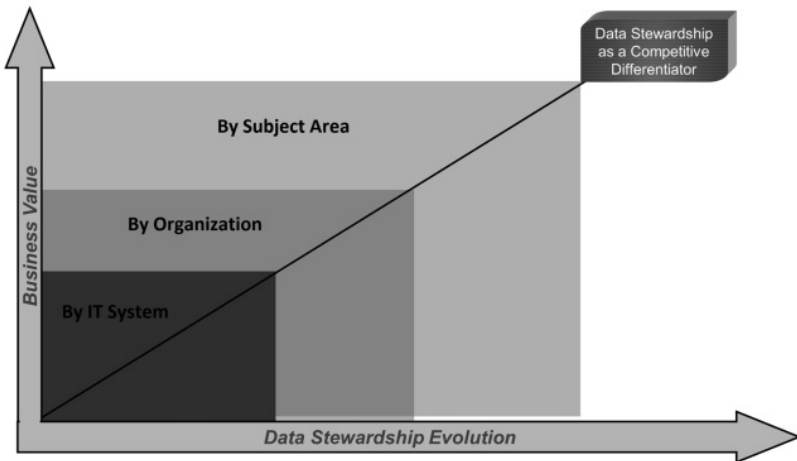 Data Stewardship
as a Competitive
Differentiator
By Subject Area
By Organization
By IT System
Business Value
Data Stewardship Evolution